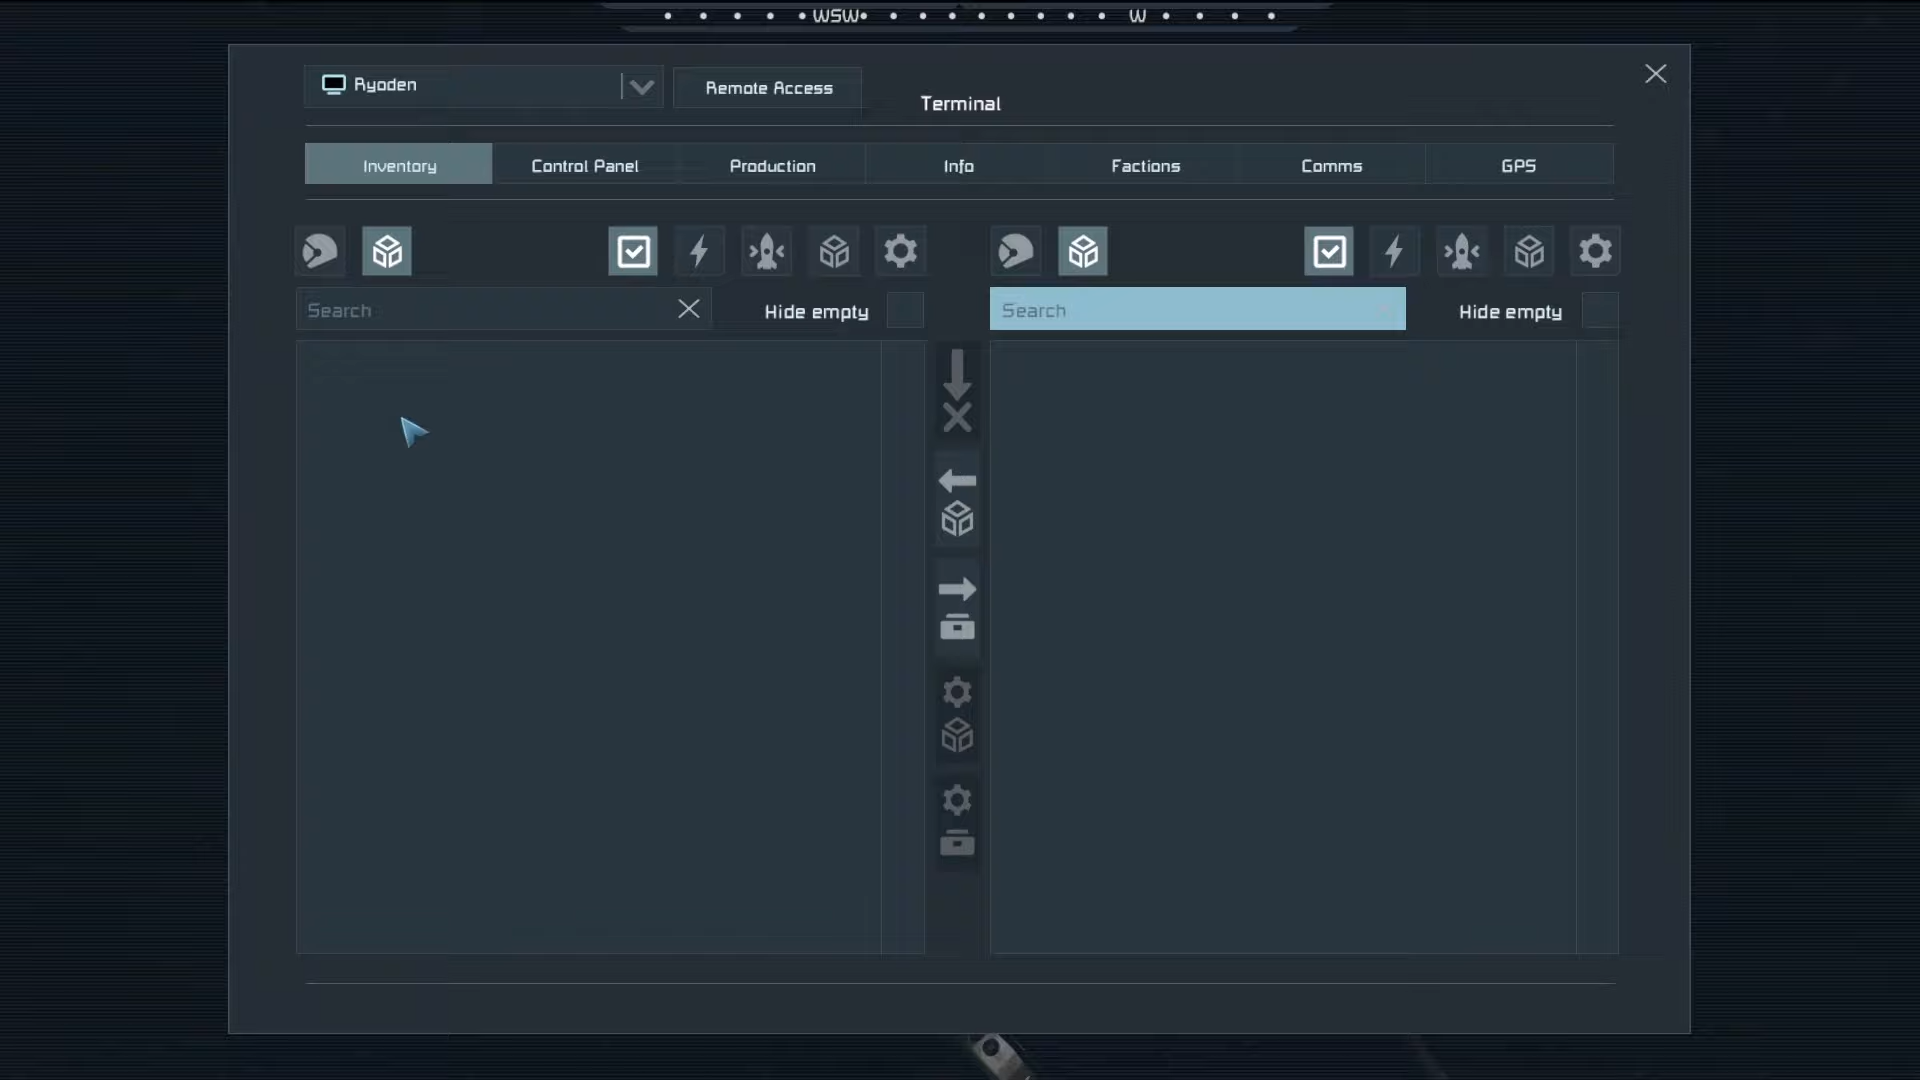 WSW W
Ryoden
Remote Access
Terminal
Inventory Control Panel Production Info Factions Comms GPS
Search Hide empty Search Hide empty